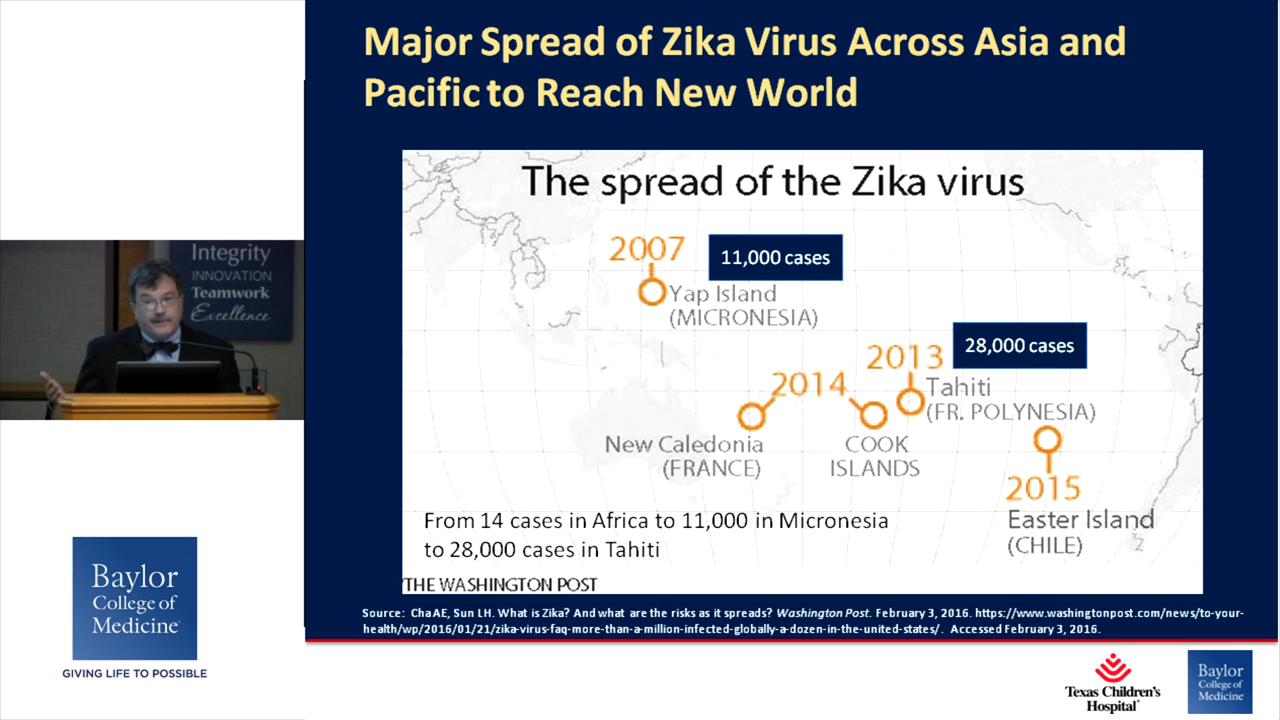 Major Spread of Zika Virus Across Asia and
Pacific to Reach New World
The spread of the Zika virus
2007
11,000 cases
Yap Island
(MICRONESIA)
2013
28,000 cases
Tahiti
(FR. POLYNESIA)
2014
New Caledonia
(FRANCE)
COOK
ISLANDS
2015
Easter Island
(CHILE)
From 14 cases in Africa to 11,000 in Micronesia
to 28,000 cases in Tahiti
THE WASHINGTON POST
Source: Cha AE, Sun LH. What is Zika? And what are the risks as it spreads? Washington Post. February 3, 2016. https://www.washingtonpost.com/news/to-your-
health/wp/2016/01/21/zika-virus-faq-more-than-a-million-infected-globally-a-dozen-in-the-united-states/. Accessed February 3, 2016.
Integrity
INNOVATION
Teamwork
Excellence
Baylor
College of
Medicine
GIVING LIFE TO POSSIBLE
Texas Children's
Hospital
Baylor
College of
Medicine